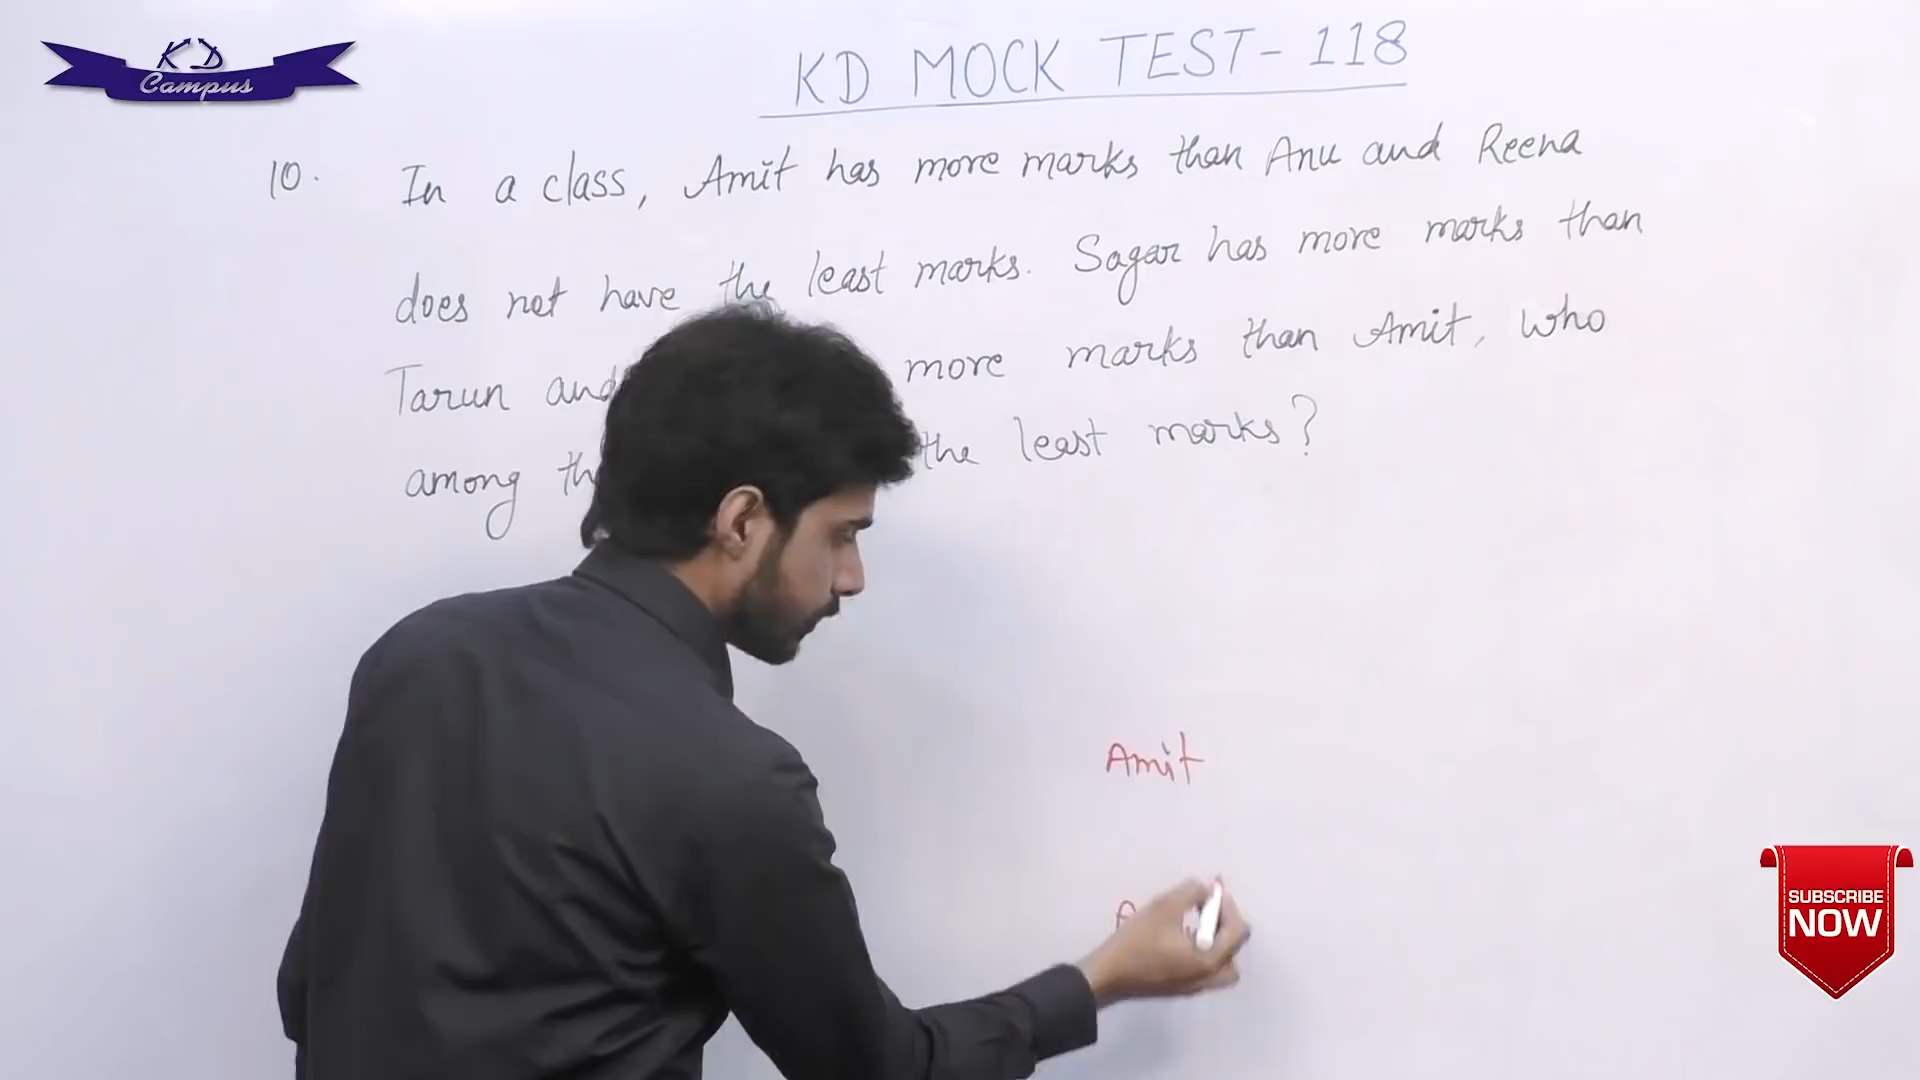 KD
Campus
KD MOCK TEST-118
10. In a class, Amit has more marks than Anu and Reena
does not have the least marks. Sagar has more marks than
Tarun and more marks than Amit, who
among the least marks?
Amit
SUBSCRIBE
NOW